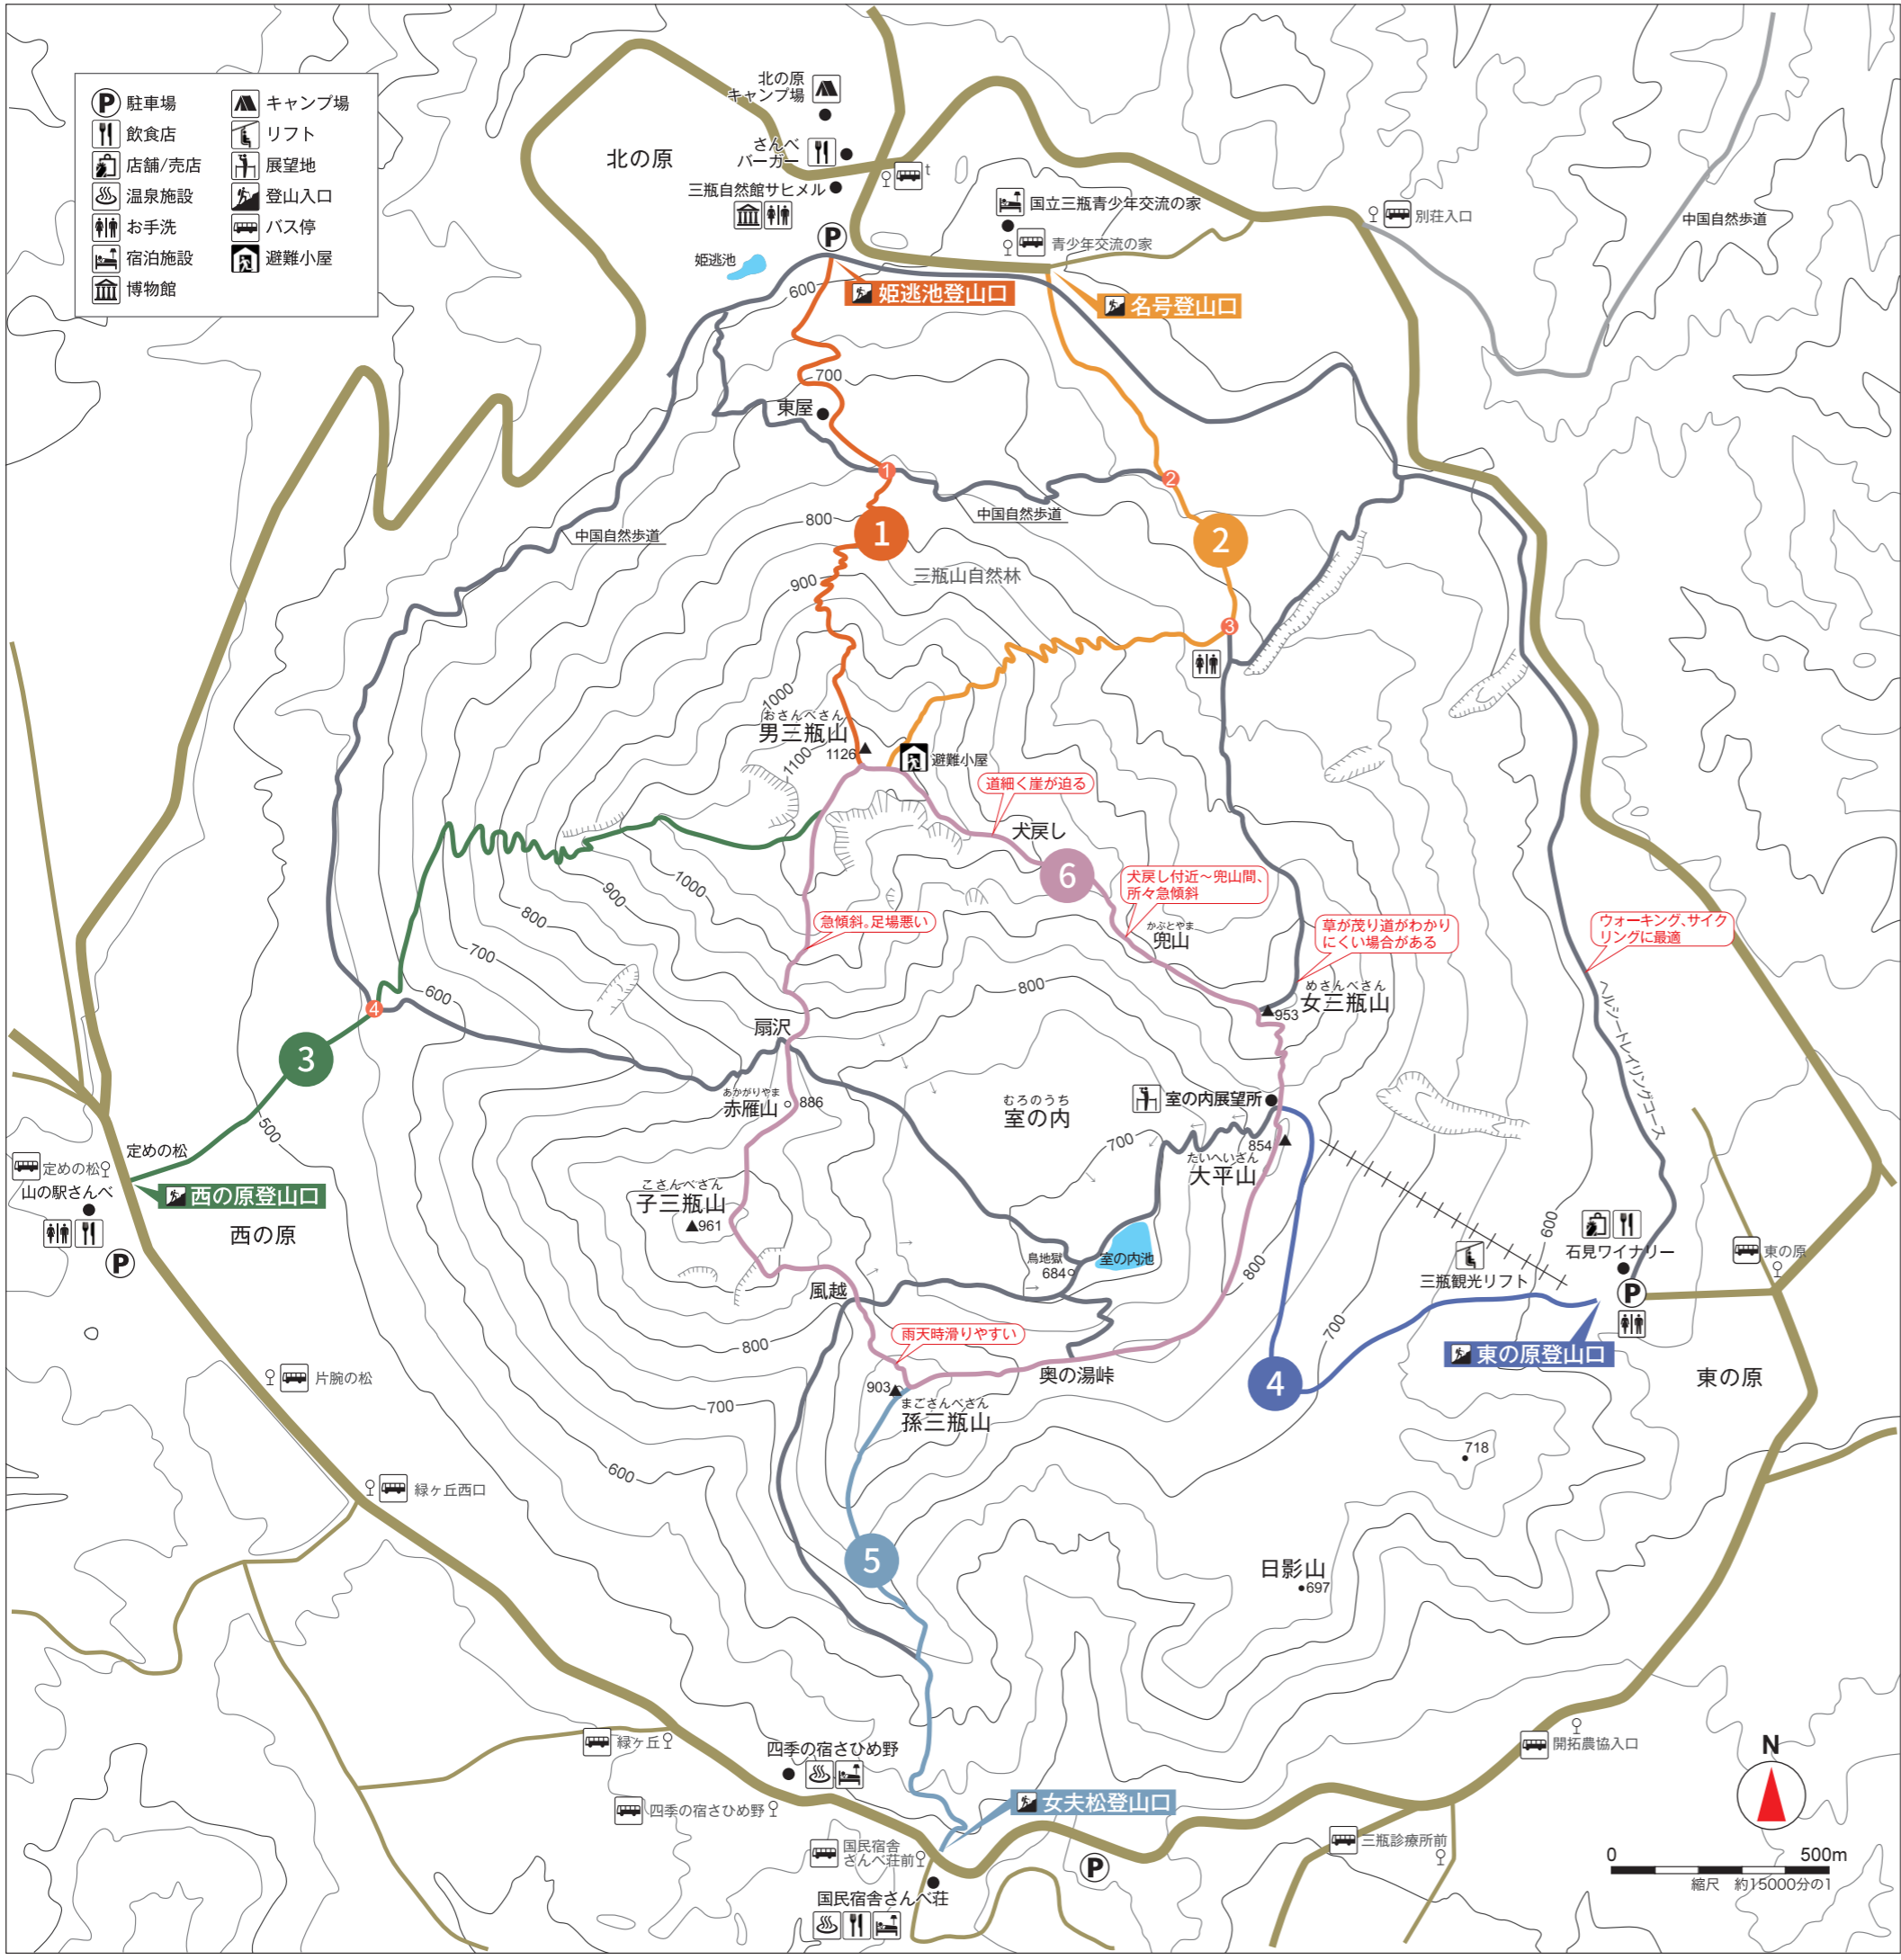 駐車場
飲食店
店舗/売店
温泉施設
お手洗
宿泊施設
博物館
キャンプ場
リフト
展望地
登山入口
バス停
避難小屋
北の原
キャンプ場
さんべ
バーガー
北の原
三瓶自然館サヒメル
t
国立三瓶青少年交流の家
青少年交流の家
別荘入口
中国自然歩道
姫逃池
P
600
姫逃池登山口
名号登山口
700
東屋
1
2
中国自然歩道
800
1
中国自然歩道
2
三瓶山自然林
900
3
1000
おさんべさん
男三瓶山
1126
1100
避難小屋
道細く崖が迫る
犬戻し
6
犬戻し付近～兜山間、
所々急傾斜
1000
900
800
700
600
急傾斜。足場悪い
かぶとやま
兜山
草が茂り道がわかり
にくい場合がある
ウォーキング、サイク
リングに最適
ヘルシートレイリングコース
めさんべさん
女三瓶山
953
800
4
3
扇沢
あかがりやま
赤雁山
886
むろのうち
室の内
室の内展望所
700
854
たいへいさん
大平山
500
定めの松
定めの松
山の駅さんべ
P
西の原登山口
西の原
こさんべさん
子三瓶山
961
鳥地獄
684
室の内池
風越
800
600
石見ワイナリー
三瓶観光リフト
東の原
P
東の原登山口
東の原
800
700
雨天時滑りやすい
奥の湯峠
4
903
まごさんべさん
孫三瓶山
700
600
片腕の松
緑ヶ丘西口
718
5
日影山
697
緑ヶ丘
四季の宿さひめ野
四季の宿さひめ野
女夫松登山口
国民宿舎
さんべ荘前
国民宿舎さんべ荘
P
三瓶診療所前
開拓農協入口
N
0
500m
縮尺 約15000分の1